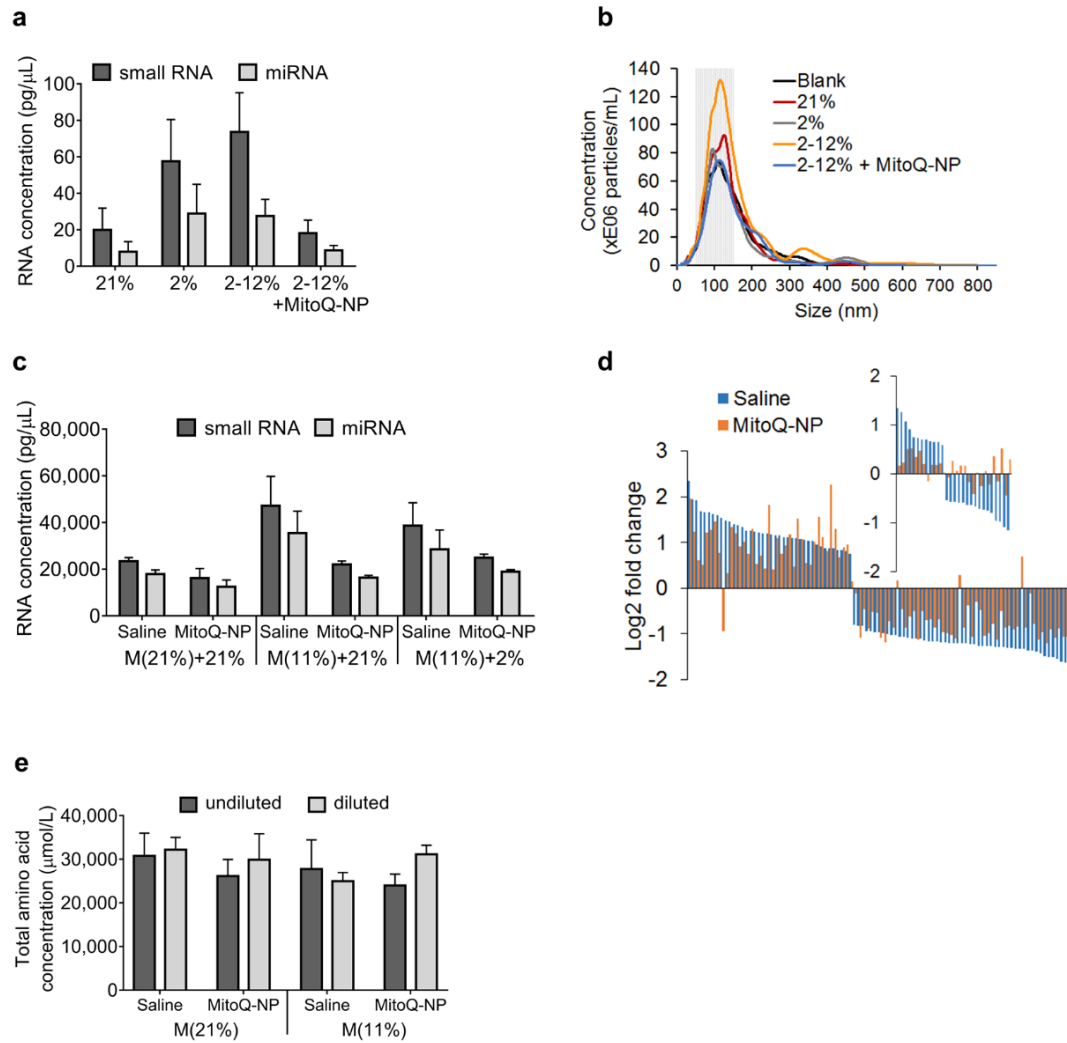 a
small RNA
miRNA
RNA concentration (pg/µL)
100
80
60
40
20
0
21%
2%
2-12%
2-12%
+MitoQ-NP
b
Concentration
(xE06 particles/mL)
140
120
100
80
60
40
20
0
Blank
21%
2%
2-12%
2-12% + MitoQ-NP
0 100 200 300 400 500 600 700 800
Size (nm)
c
small RNA
miRNA
RNA concentration (pg/µL)
80,000
60,000
40,000
20,000
0
Saline MitoQ-NP Saline MitoQ-NP Saline MitoQ-NP
M(21%)+21% M(11%)+21% M(11%)+2%
d
Saline
MitoQ-NP
Log2 fold change
3
2
1
0
-1
-2
2
1
0
-1
-2
e
undiluted
diluted
Total amino acid
concentration (µmol/L)
40,000
30,000
20,000
10,000
0
Saline MitoQ-NP Saline MitoQ-NP
M(21%) M(11%)